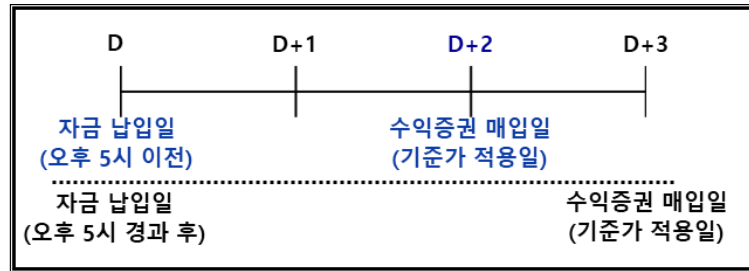 D D+1 D+2 D+3
자금 납입일 수익증권 매입일
(오후 5시 이전) (기준가 적용일)
자금 납입일 수익증권 매입일
(오후 5시 경과 후) (기준가 적용일)